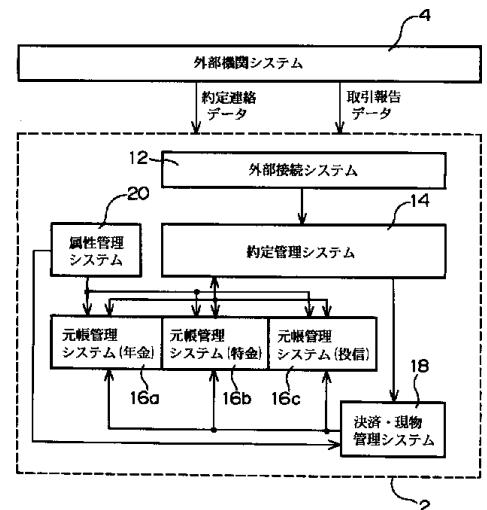 4
外部機関システム
約定連絡
データ
取引報告
データ
12
外部接続システム
20
14
属性管理
システム
約定管理システム
元帳管理
システム(年金)
元帳管理
システム(特金)
元帳管理
システム(投信)
16a
16b
16c
18
決済・現物
管理システム
2